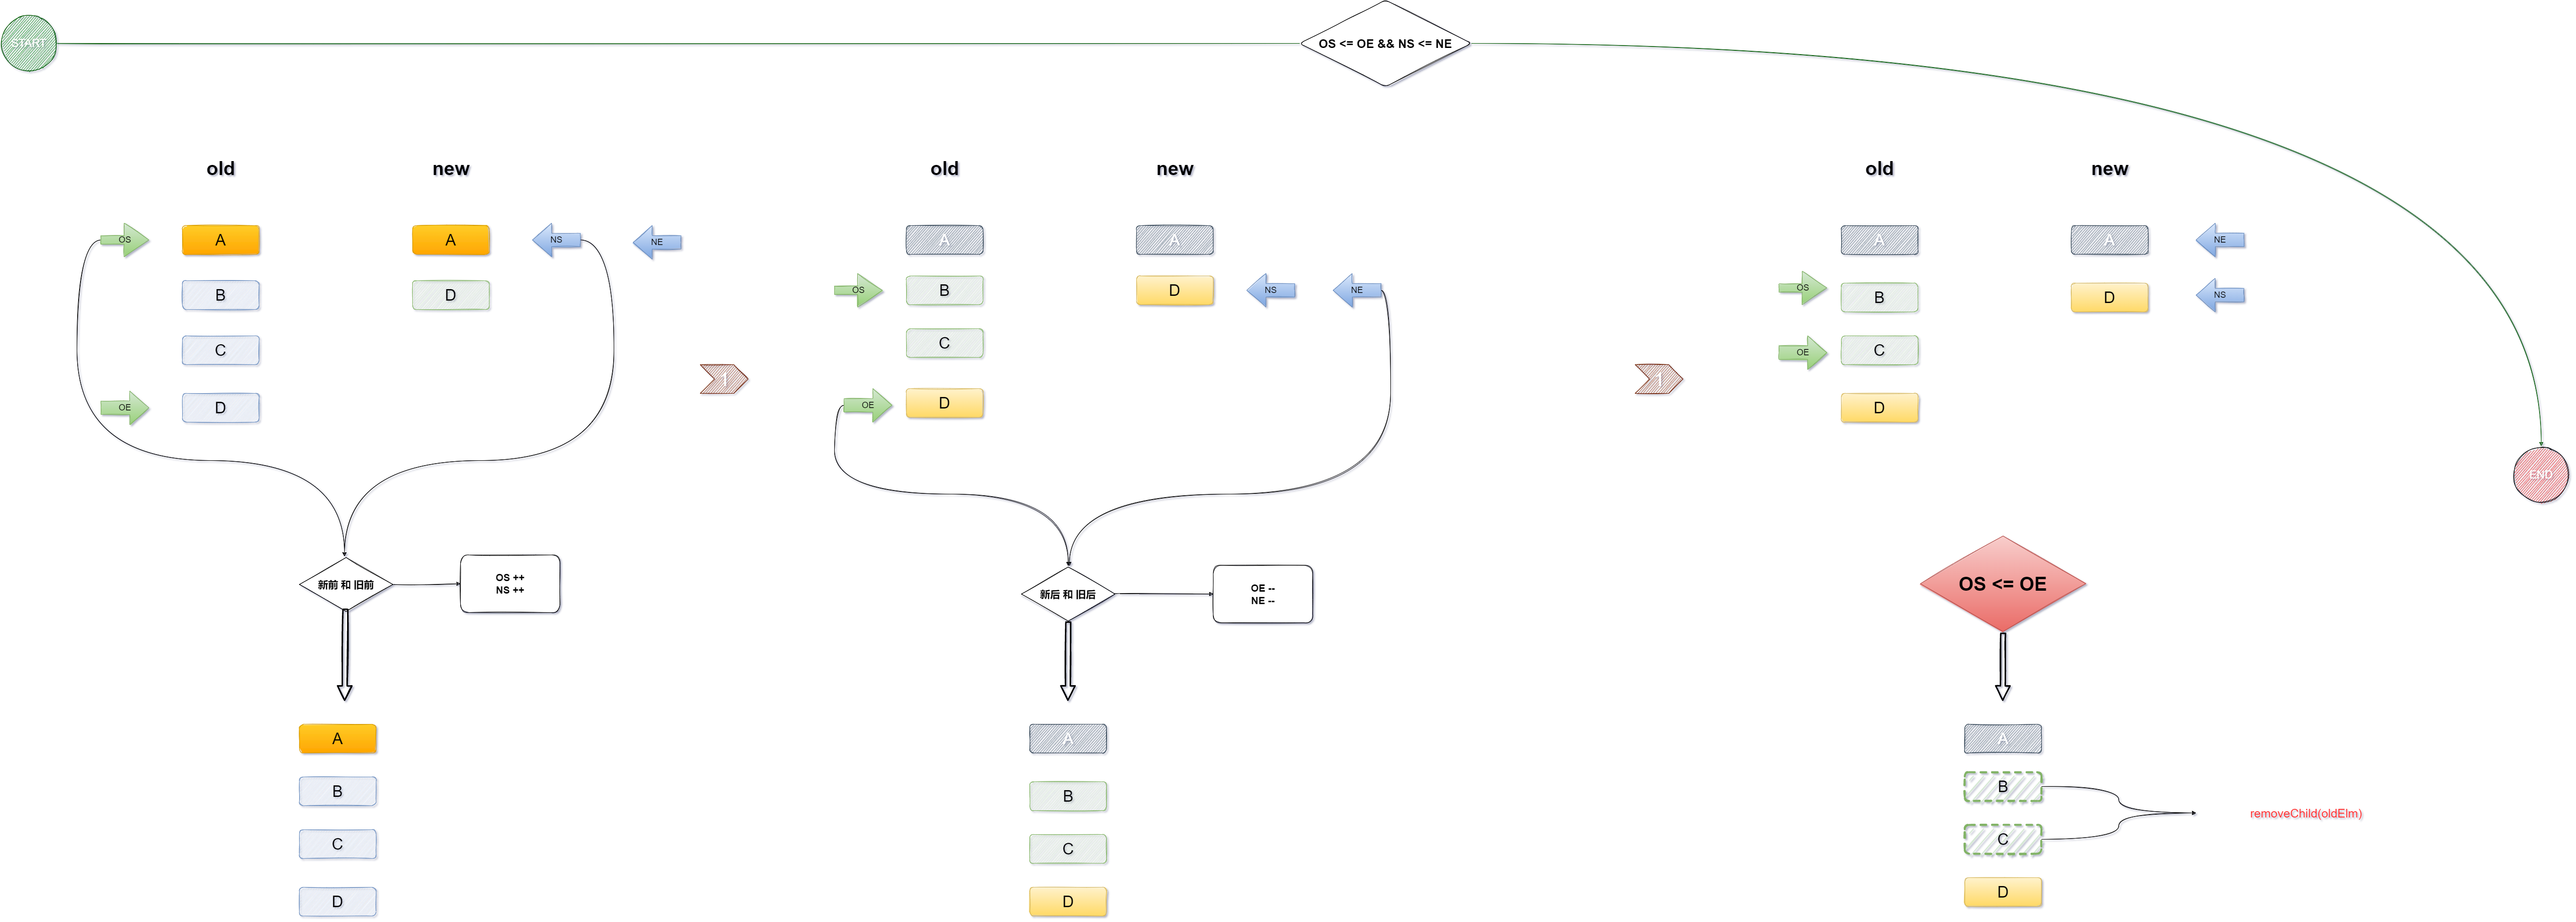 START
OS <= OE && NS <= NE
old
new
OS
A
A
NS
NE
B
D
C
OE
D
新前 和 旧前
OS ++
NS ++
A
B
C
D
1
old
new
A
A
OS
B
D
NS
NE
C
OE
D
新后 和 旧后
OE --
NE --
A
B
C
D
1
old
new
A
A
NE
OS
B
D
NS
OE
C
D
END
OS <= OE
A
B
C
removeChild(oldElm)
D